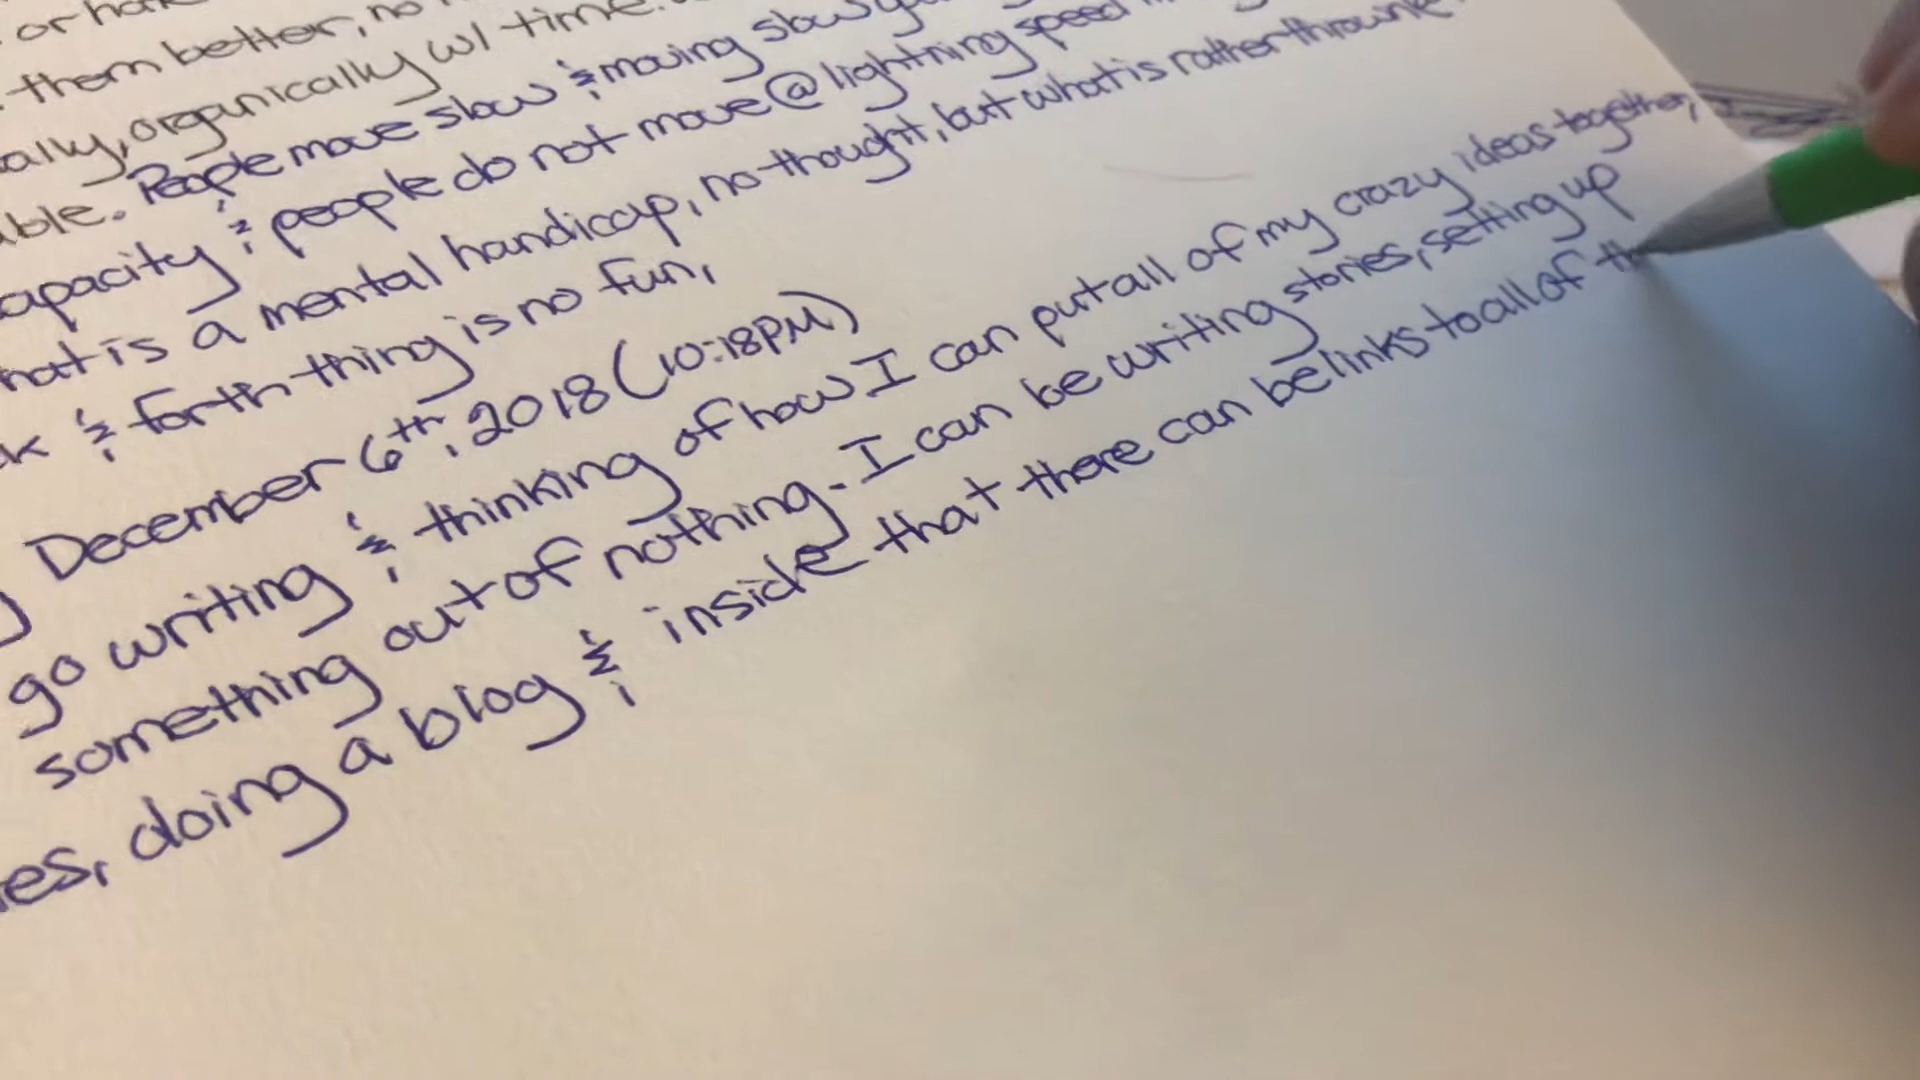 or
them better, no
ally, organically w/ time.
able. People move slow & moving slow
apacity & people do not move @ lightning speed
hat is a mental handicap, no thought, but what is rather throwing
k & forth thing is no fun,
December 6th, 2018 (10:18PM)
go writing & thinking of how I can put all of my crazy ideas together,
something out of nothing. I can be writing stories, setting up
es, doing a blog & inside that there can be links to all of th